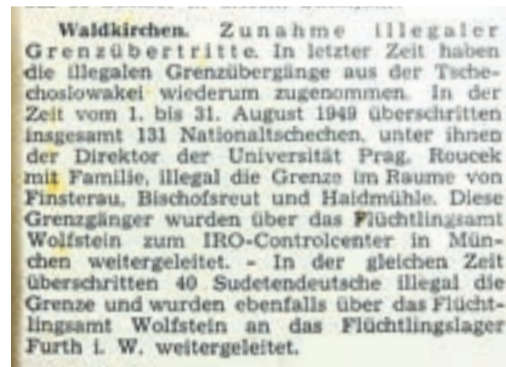 Waldkirchen. Zunahme illegaler
Grenzübertritte. In letzter Zeit haben
die illegalen Grenzübergänge aus der Tsche-
choslowakei wiederum zugenommen. In der
Zeit vom 1. bis 31. August 1949 überschritten
insgesamt 131 Nationaltschechen, unter ihnen
der Direktor der Universität Prag, Roucek
mit Familie, illegal die Grenze im Raume von
Finsterau, Bischofsreut und Haidmühle. Diese
Grenzgänger wurden über das Flüchtlingsamt
Wolfstein zum IRO-Controlcenter in Mün-
chen weitergeleitet. - In der gleichen Zeit
überschritten 40 Sudetendeutsche illegal die
Grenze und wurden ebenfalls über das Flücht-
lingsamt Wolfstein an das Flüchtlingslager
Furth i. W. weitergeleitet.